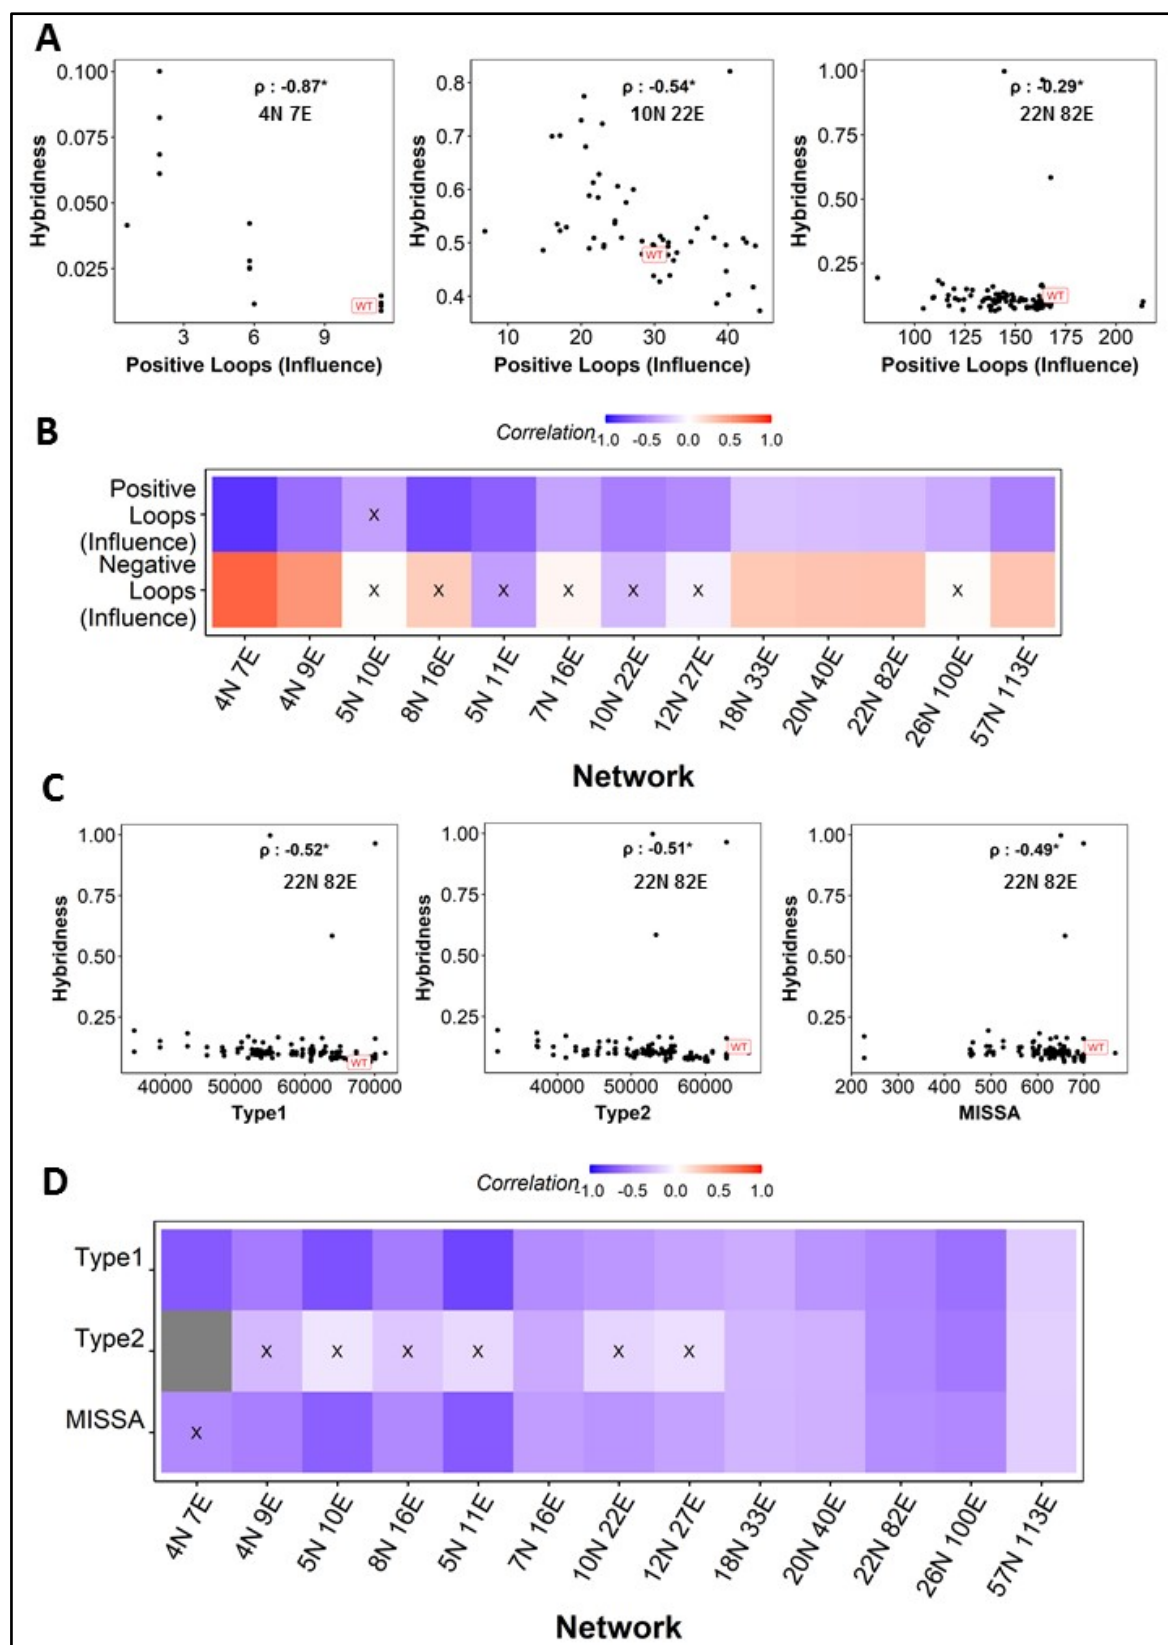 A
ρ : -0.87*
4N 7E
Hybridness
0.100
0.075
0.050
0.025
WT
3 6 9
Positive Loops (Influence)
ρ : -0.54*
10N 22E
Hybridness
0.8
0.7
0.6
0.5
0.4
WT
10 20 30 40
Positive Loops (Influence)
ρ : -0.29*
22N 82E
Hybridness
1.00
0.75
0.50
0.25
WT
100 125 150 175 200
Positive Loops (Influence)
B
Correlation -1.0 -0.5 0.0 0.5 1.0
Positive
Loops
(Influence)
X
Negative
Loops
(Influence)
X X X X X X X
4N 7E 4N 9E 5N 10E 8N 16E 5N 11E 7N 16E 10N 22E 12N 27E 18N 33E 20N 40E 22N 82E 26N 100E 57N 113E
Network
C
ρ : -0.52*
22N 82E
Hybridness
1.00
0.75
0.50
0.25
WT
40000 50000 60000 70000
Type1
ρ : -0.51*
22N 82E
Hybridness
1.00
0.75
0.50
0.25
WT
40000 50000 60000
Type2
ρ : -0.49*
22N 82E
Hybridness
1.00
0.75
0.50
0.25
WT
200 300 400 500 600 700
MISSA
D
Correlation -1.0 -0.5 0.0 0.5 1.0
Type1
Type2
X X X X X X
MISSA
X
4N 7E 4N 9E 5N 10E 8N 16E 5N 11E 7N 16E 10N 22E 12N 27E 18N 33E 20N 40E 22N 82E 26N 100E 57N 113E
Network